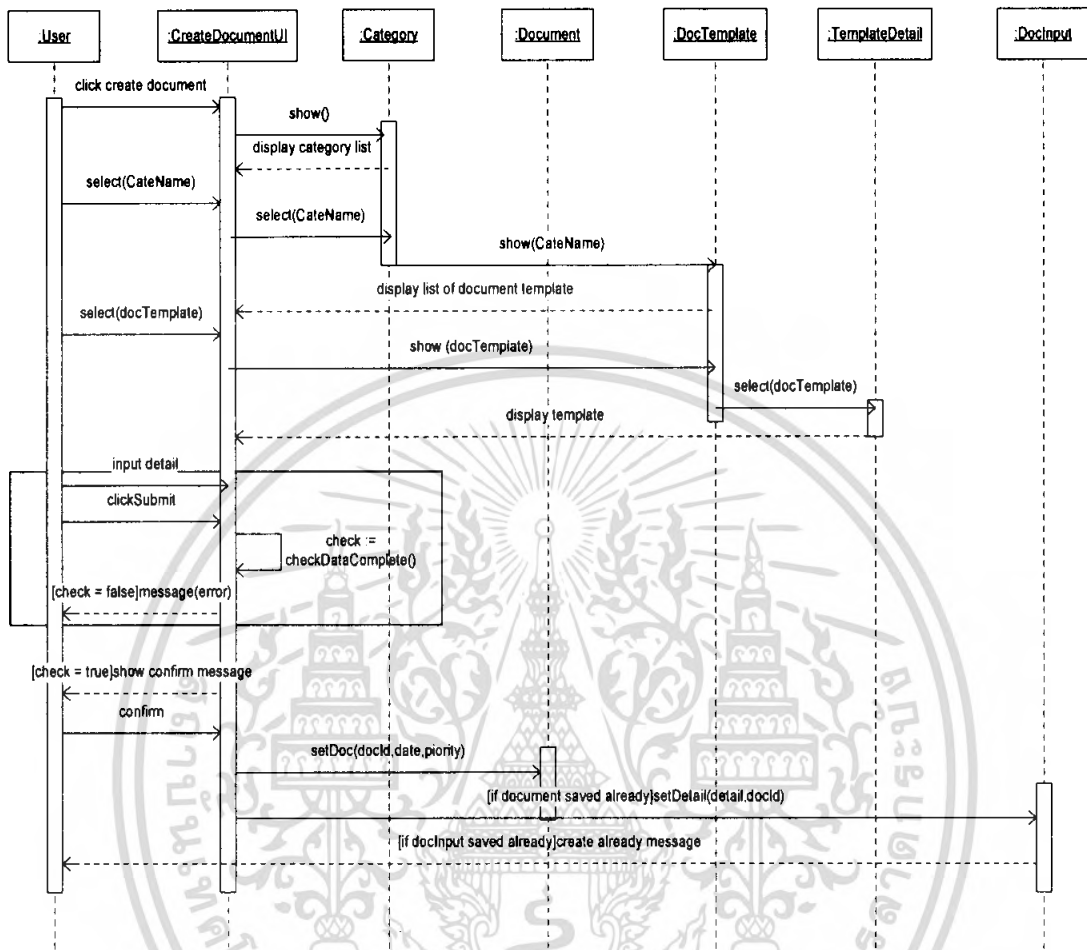 :User
:CreateDocumentUI
:Category
:Document
:DocTemplate
:TemplateDetail
:DocInput
click create document
show()
display category list
select(CateName)
select(CateName)
show(CateName)
display list of document template
select(docTemplate)
show (docTemplate)
select(docTemplate)
display template
input detail
clickSubmit
check :=
checkDataComplete()
[check = false]message(error)
[check = true]show confirm message
confirm
setDoc(docId,date,piority)
[if document saved already]setDetail(detail,docId)
[if docInput saved already]create already message